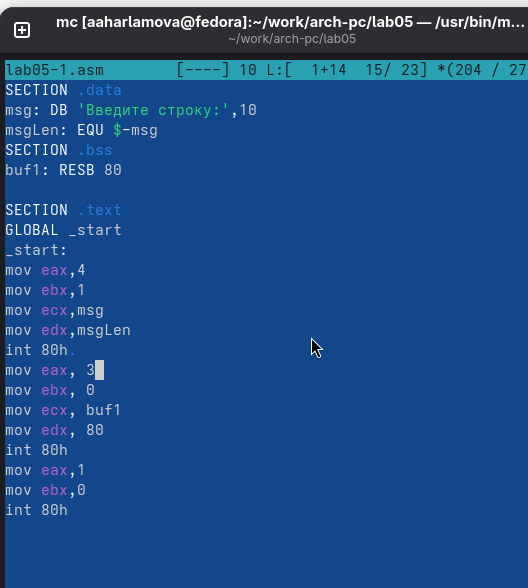 mc [aaharlamova@fedora]:~/work/arch-pc/lab05 — /usr/bin/m...
~/work/arch-pc/lab05
lab05-1.asm [----] 10 L:[ 1+14 15/ 23] *(204 / 27
SECTION .data
msg: DB 'Введите строку:',10
msgLen: EQU $-msg
SECTION .bss
buf1: RESB 80

SECTION .text
GLOBAL _start
_start:
mov eax,4
mov ebx,1
mov ecx,msg
mov edx,msgLen
int 80h.
mov eax, 3
mov ebx, 0
mov ecx, buf1
mov edx, 80
int 80h
mov eax,1
mov ebx,0
int 80h